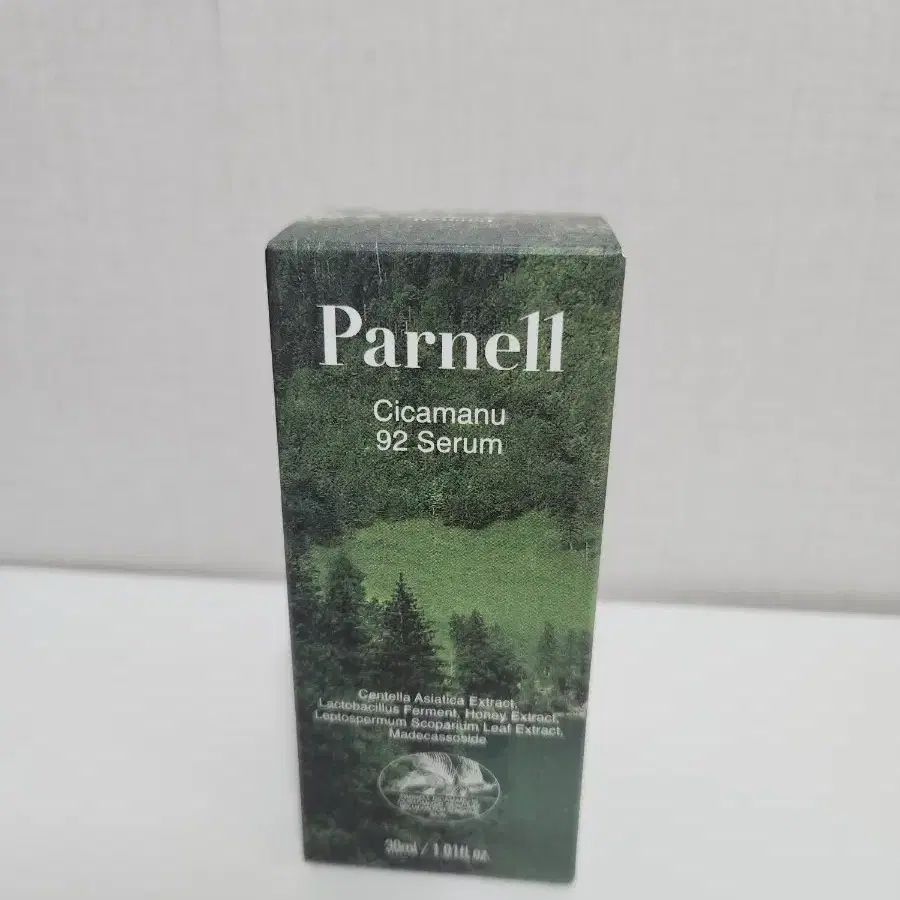 Parnell
Cicamanu
92 Serum
Centella Asiatica Extract,
Lactobacillus Ferment, Honey Extract,
Leptospermum Scoparium Leaf Extract,
Madecassoside
30ml / 1.01fl.oz